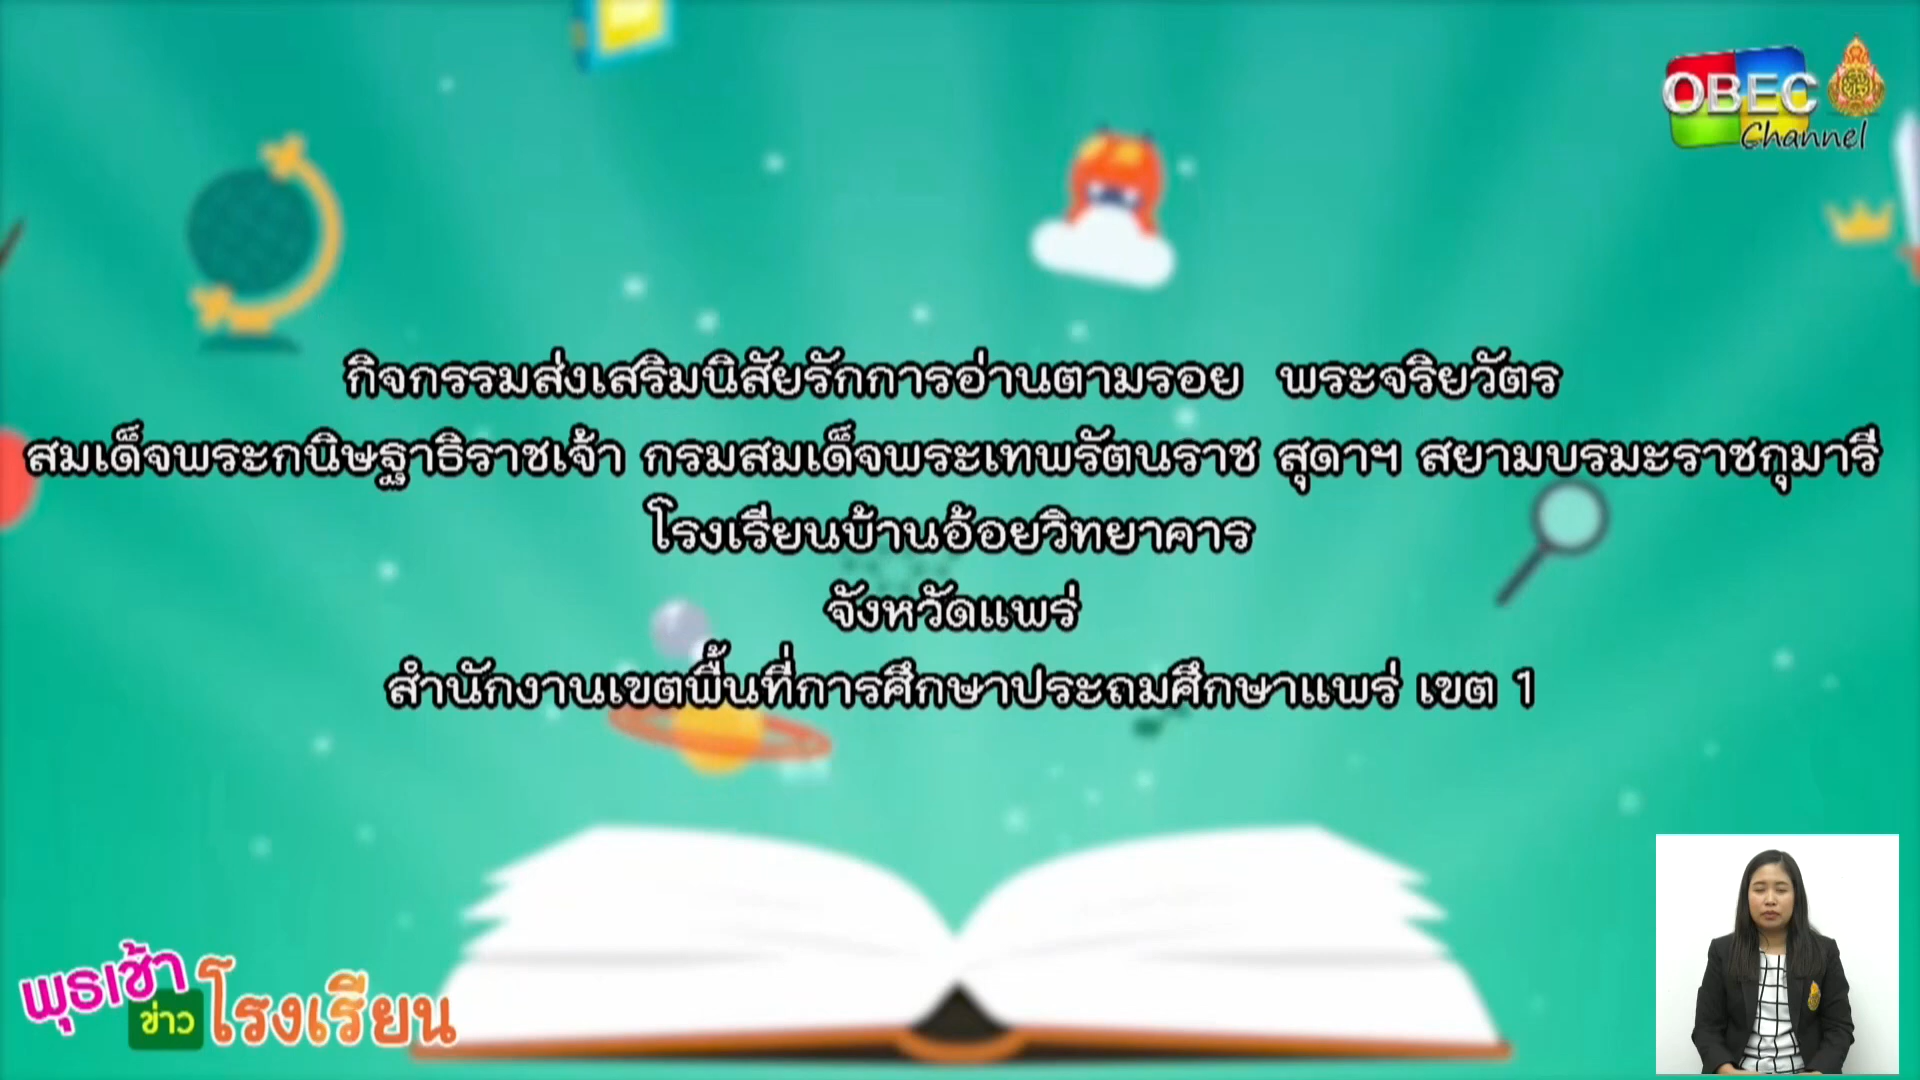 OBEC
Channel
กิจกรรมส่งเสริมนิสัยรักการอ่านตามรอย พระจริยวัตร
สมเด็จพระกนิษฐาธิราชเจ้า กรมสมเด็จพระเทพรัตนราช สุดาฯ สยามบรมะราชกุมารี
โรงเรียนบ้านอ้อยวิทยาคาร
จังหวัดแพร่
สำนักงานเขตพื้นที่การศึกษาประถมศึกษาแพร่ เขต 1
พุธเช้า
ข่าว โรงเรียน